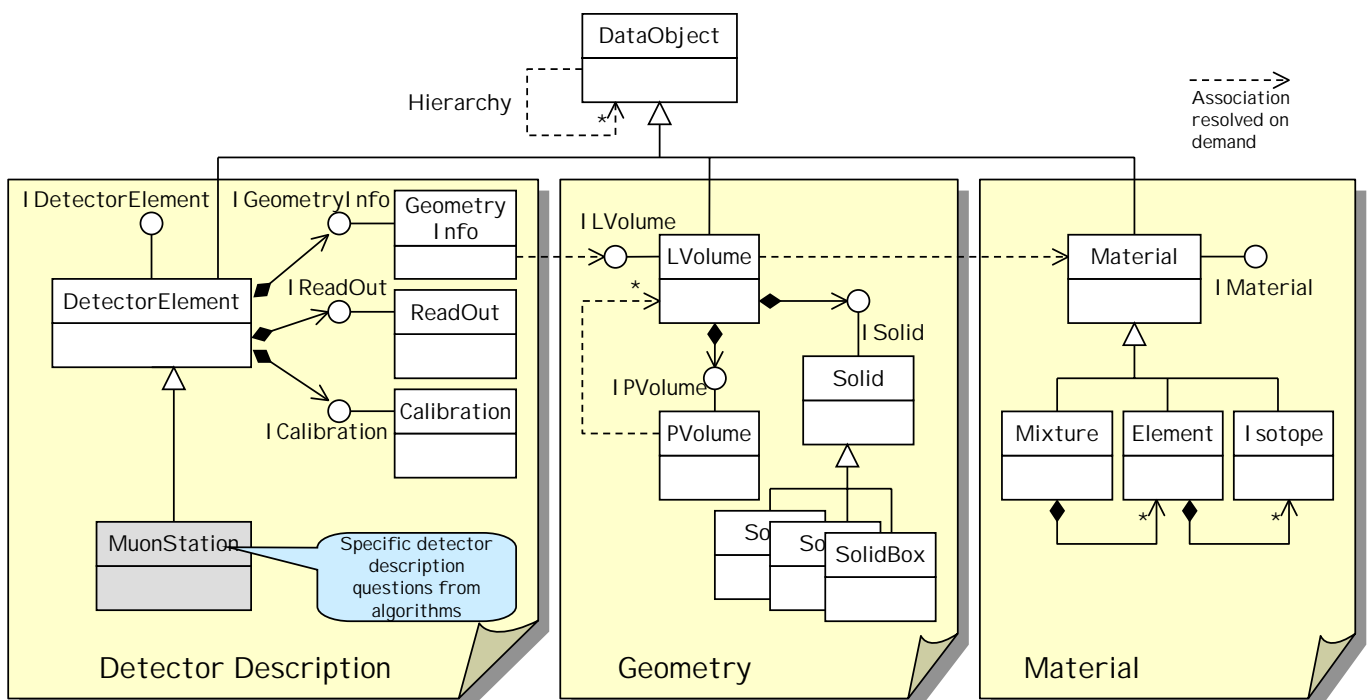 DataObject
Hierarchy
*
Association
resolved on
demand
IDetectorElement
IGeometryInfo
Geometry
Info
DetectorElement
IReadOut
ReadOut
ICalibration
Calibration
MuonStation
Specific detector
description
questions from
algorithms
Detector Description
ILVolume
LVolume
*
ISolid
Solid
IPVolume
PVolume
So
So
SolidBox
Geometry
Material
IMaterial
Mixture
Element
Isotope
*
*
Material